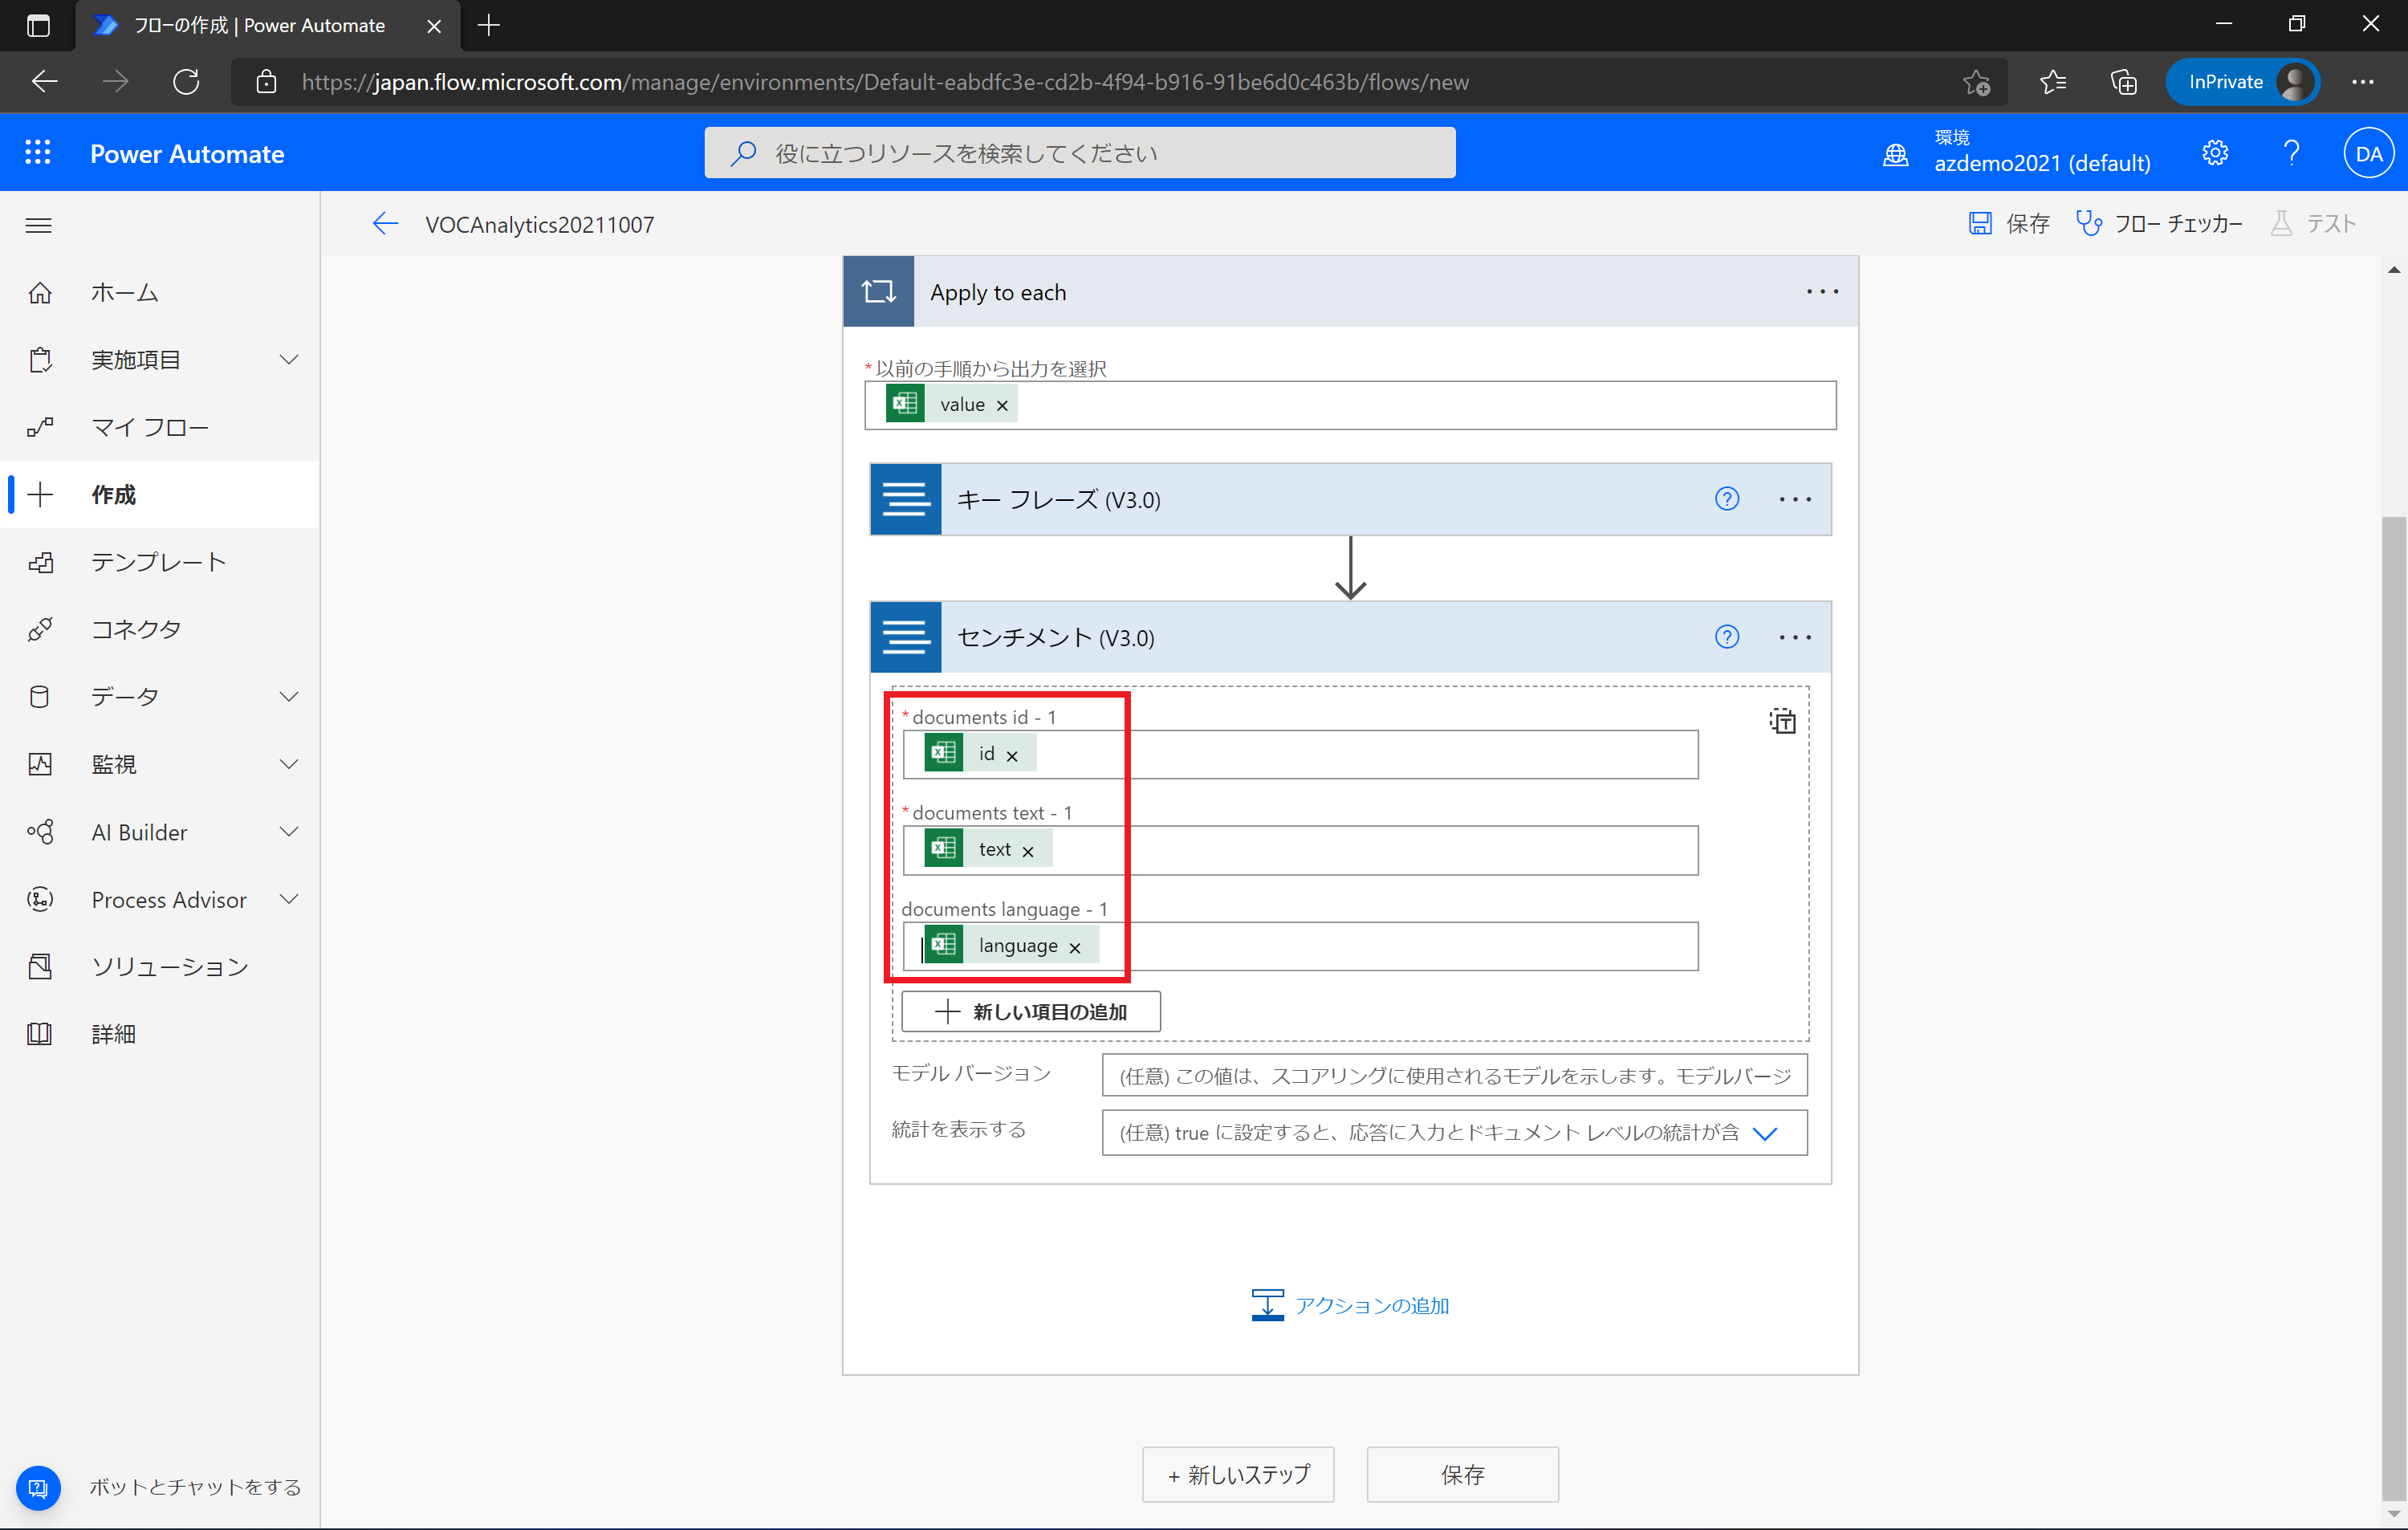 フローの作成 | Power Automate
https://japan.flow.microsoft.com/manage/environments/Default-eabdfc3e-cd2b-4f94-b916-91be6d0c463b/flows/new
InPrivate
Power Automate
役に立つリソースを検索してください
環境
azdemo2021 (default)
DA
VOCAnalytics20211007
保存
フロー チェッカー
テスト
ホーム
実施項目
マイ フロー
作成
テンプレート
コネクタ
データ
監視
AI Builder
Process Advisor
ソリューション
詳細
ボットとチャットをする
Apply to each
*以前の手順から出力を選択
value
キー フレーズ (V3.0)
センチメント (V3.0)
*documents id - 1
id
*documents text - 1
text
documents language - 1
language
新しい項目の追加
モデル バージョン
(任意) この値は、スコアリングに使用されるモデルを示します。モデルバージ
統計を表示する
(任意) true に設定すると、応答に入力とドキュメント レベルの統計が含
アクションの追加
+ 新しいステップ
保存